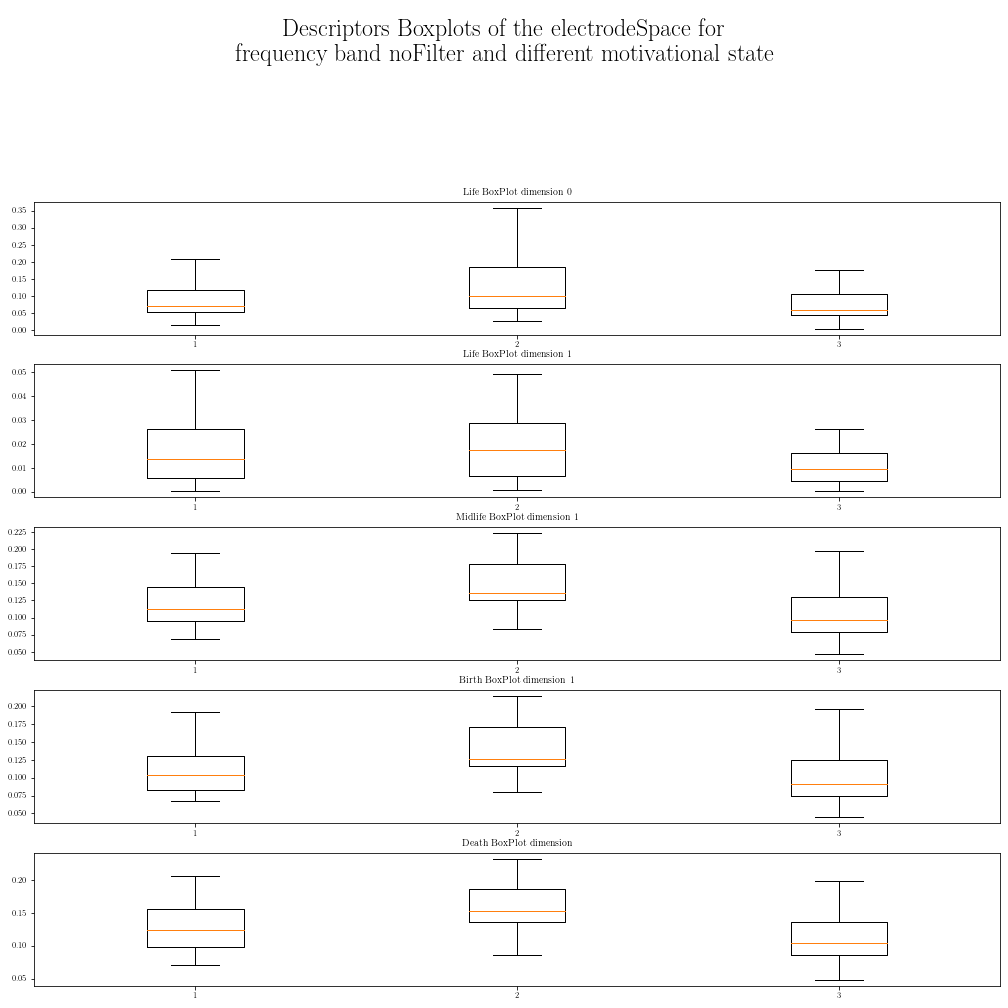 Descriptors Boxplots of the electrodeSpace for
frequency band noFilter and different motivational state
Life BoxPlot dimension 0
0.35
0.30
0.25
0.20
0.15
0.10
0.05
0.00
1 2 3
Life BoxPlot dimension 1
0.05
0.04
0.03
0.02
0.01
0.00
1 2 3
Midlife BoxPlot dimension 1
0.225
0.200
0.175
0.150
0.125
0.100
0.075
0.050
1 2 3
Birth BoxPlot dimension 1
0.200
0.175
0.150
0.125
0.100
0.075
0.050
1 2 3
Death BoxPlot dimension
0.20
0.15
0.10
0.05
1 2 3